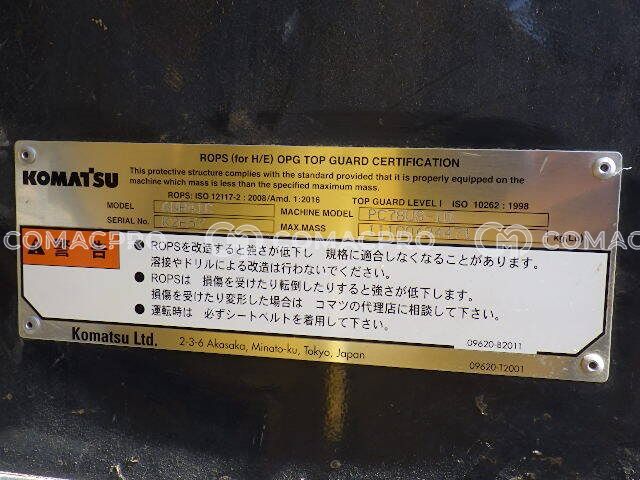 ROPS (for H/E) OPG TOP GUARD CERTIFICATION
KOMATSU
This protective structure complies with the standard provided that it is properly equipped on the
machine which mass is less than the specified maximum mass.
ROPS: ISO 12117-2 : 2008/Amd. 1:2016 TOP GUARD LEVEL I ISO 10262 : 1998
MODEL MACHINE MODEL
SERIAL No. MAX.MASS
COMACPRO COMACPRO COMACPRO
警告
● ROPSを改造すると強さが低下し 規格に適合しなくなることがあります。
溶接やドリルによる改造は行わないでください。
● ROPSは 損傷を受けたり転倒したりすると強さが低下します。
損傷を受けたり変形した場合は コマツの代理店に相談して下さい。
● 運転時は 必ずシートベルトを着用して下さい。
09620-B2011
Komatsu Ltd. 2-3-6 Akasaka, Minato-ku, Tokyo, Japan
09620-T2001